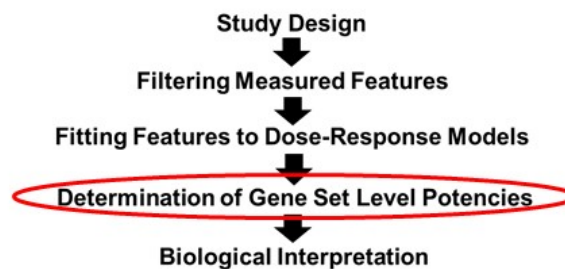 Study Design
Filtering Measured Features
Fitting Features to Dose-Response Models
Determination of Gene Set Level Potencies
Biological Interpretation